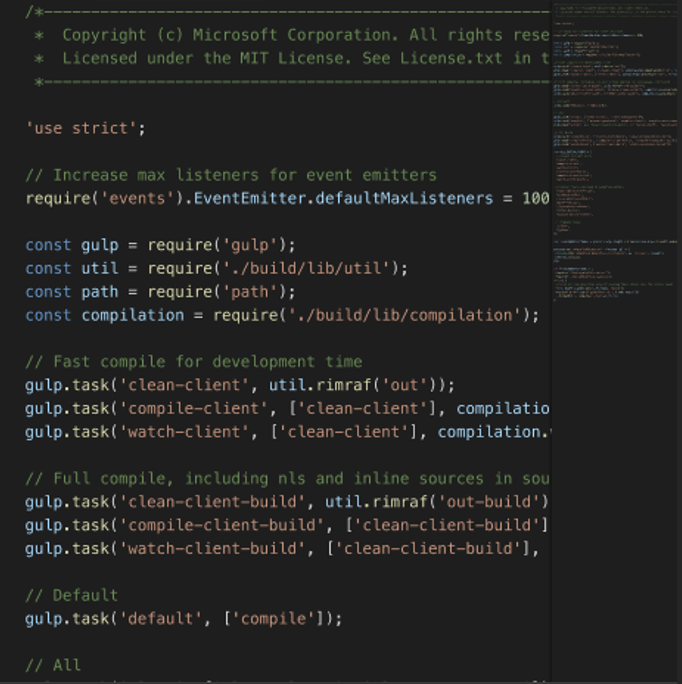 /*---------------------------------------------------------
 *  Copyright (c) Microsoft Corporation. All rights rese
 *  Licensed under the MIT License. See License.txt in t
 *---------------------------------------------------------
'use strict';
// Increase max listeners for event emitters
require('events').EventEmitter.defaultMaxListeners = 100
const gulp = require('gulp');
const util = require('./build/lib/util');
const path = require('path');
const compilation = require('./build/lib/compilation');
// Fast compile for development time
gulp.task('clean-client', util.rimraf('out'));
gulp.task('compile-client', ['clean-client'], compilatio
gulp.task('watch-client', ['clean-client'], compilation.
// Full compile, including nls and inline sources in sou
gulp.task('clean-client-build', util.rimraf('out-build')
gulp.task('compile-client-build', ['clean-client-build']
gulp.task('watch-client-build', ['clean-client-build'],
// Default
gulp.task('default', ['compile']);
// All